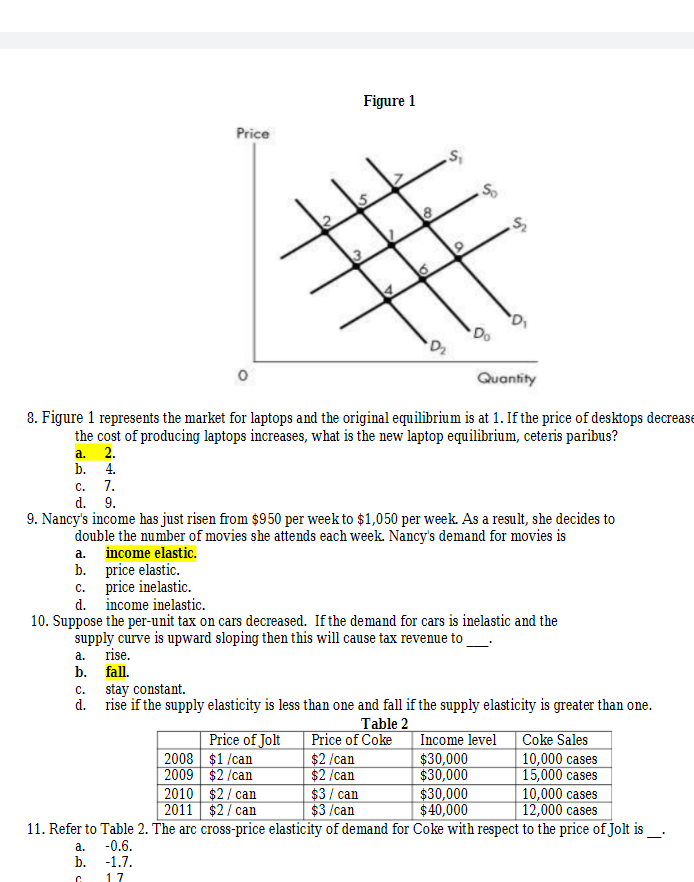 Figure 1
Price
S₁
7
S₀
5
8
S₂
2
1
9
3
6
4
D₁
D₀
D₂
0
Quantity
8. Figure 1 represents the market for laptops and the original equilibrium is at 1. If the price of desktops decrease
the cost of producing laptops increases, what is the new laptop equilibrium, ceteris paribus?
a. 2.
b. 4.
c. 7.
d. 9.
9. Nancy's income has just risen from $950 per week to $1,050 per week. As a result, she decides to
double the number of movies she attends each week. Nancy's demand for movies is
a. income elastic.
b. price elastic.
c. price inelastic.
d. income inelastic.
10. Suppose the per-unit tax on cars decreased. If the demand for cars is inelastic and the
supply curve is upward sloping then this will cause tax revenue to ___.
a. rise.
b. fall.
c. stay constant.
d. rise if the supply elasticity is less than one and fall if the supply elasticity is greater than one.
Table 2
Price of Jolt Price of Coke Income level Coke Sales
2008 $1 /can $2 /can $30,000 10,000 cases
2009 $2 /can $2 /can $30,000 15,000 cases
2010 $2 / can $3 / can $30,000 10,000 cases
2011 $2 / can $3 /can $40,000 12,000 cases
11. Refer to Table 2. The arc cross-price elasticity of demand for Coke with respect to the price of Jolt is __.
a. -0.6.
b. -1.7.
c. 1.7